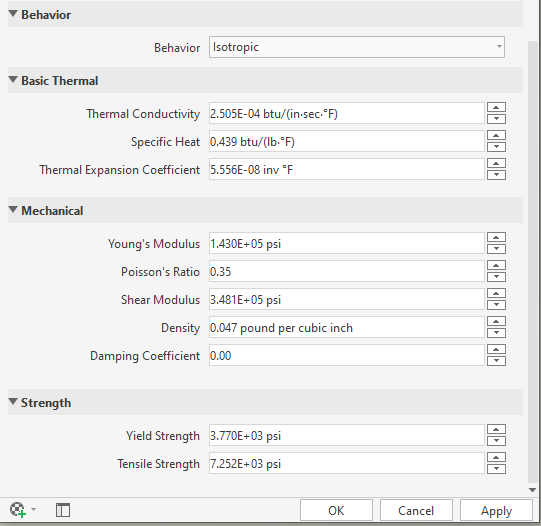 Behavior
Behavior Isotropic
Basic Thermal
Thermal Conductivity 2.505E-04 btu/(in·sec·°F)
Specific Heat 0.439 btu/(lb·°F)
Thermal Expansion Coefficient 5.556E-08 inv °F
Mechanical
Young's Modulus 1.430E+05 psi
Poisson's Ratio 0.35
Shear Modulus 3.481E+05 psi
Density 0.047 pound per cubic inch
Damping Coefficient 0.00
Strength
Yield Strength 3.770E+03 psi
Tensile Strength 7.252E+03 psi
OK Cancel Apply